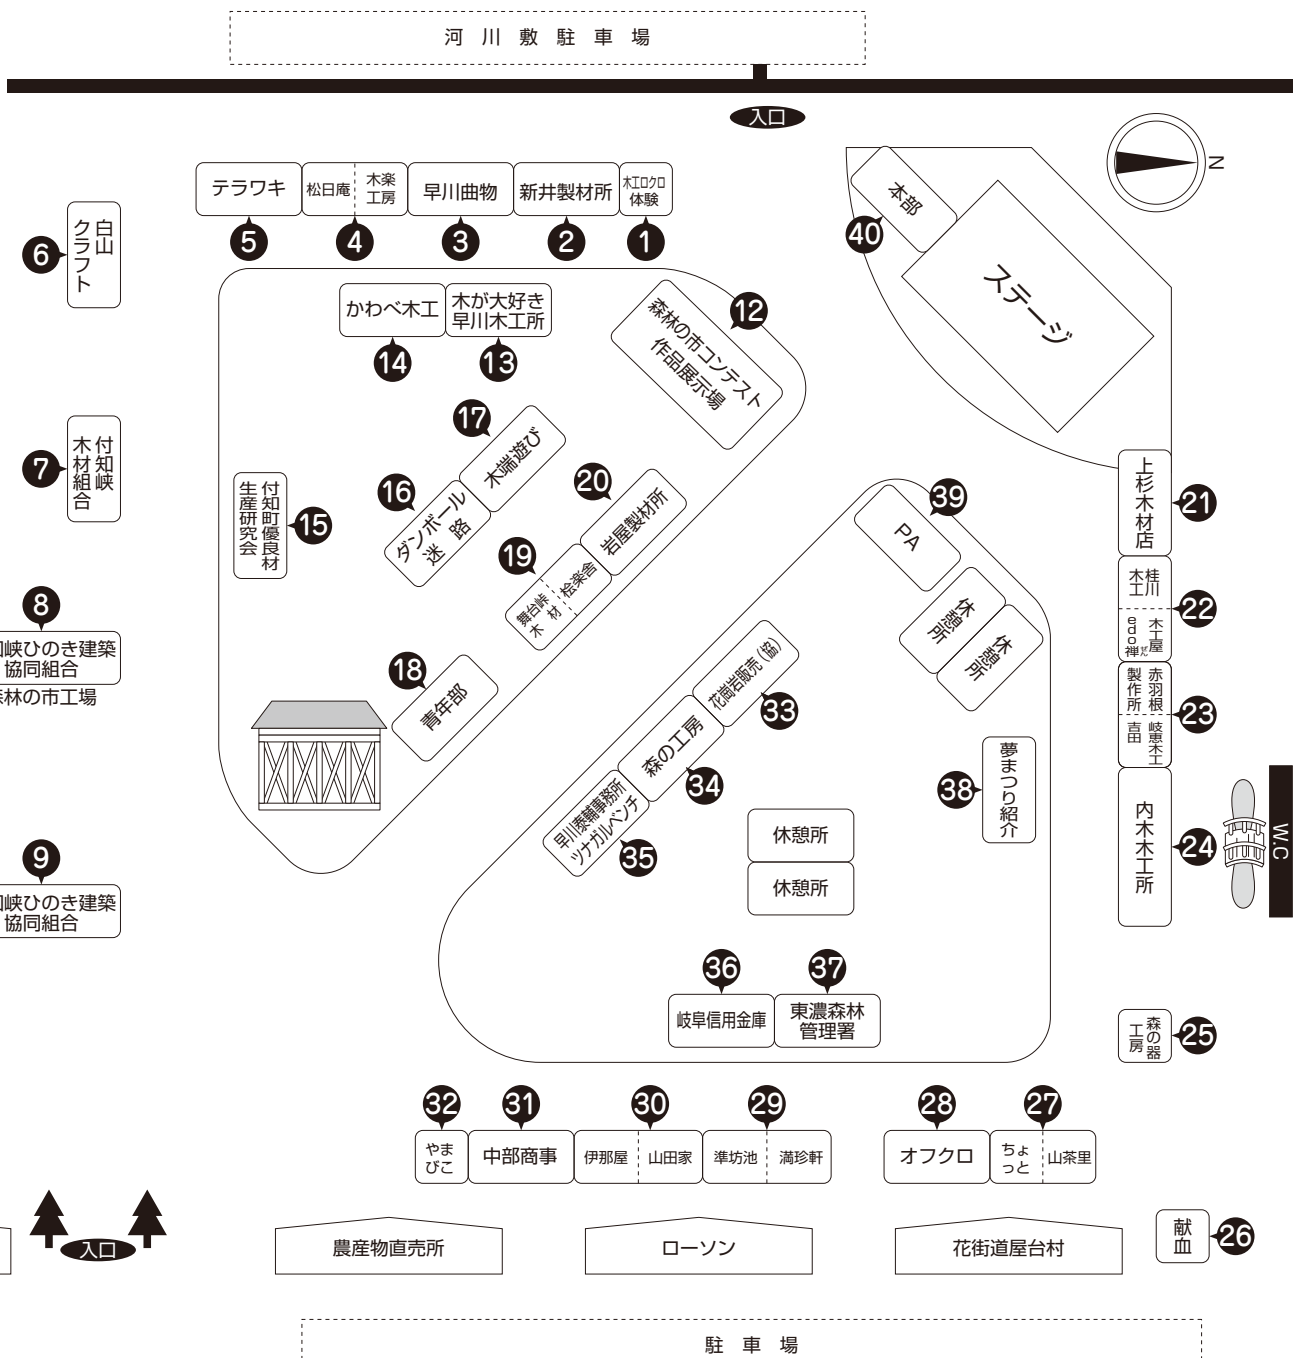 河川敷駐車場
入口
N
テラワキ
松日庵
木楽
工房
早川曲物
新井製材所
木工ロクロ
体験
5
4
3
2
1
本部
40
ステージ
白山
クラフト
6
かわべ木工
木が大好き
早川木工所
14
13
森林の市コンテスト
作品展示場
12
付知峡
木材組合
7
17
木端遊び
16
ダンボール
迷路
付知町優良材
生産研究会
15
20
岩屋製材所
19
桧楽舎
舞台峠
木材
39
PA
休憩所
休憩所
上杉木材店
21
桂川
木工
22
木工屋
edo禅
赤羽根
製作所
23
岐恵木工
吉田
内木木工所
24
W.C
8
峡ひのき建築
協同組合
林の市工場
18
青年部
花崗岩販売(協)
33
森の工房
34
早川泰輔事務所
ツナガルベンチ
35
夢まつり紹介
38
休憩所
休憩所
9
峡ひのき建築
協同組合
36
37
岐阜信用金庫
東濃森林
管理署
森の器
工房
25
32
31
30
29
28
27
やま
びこ
中部商事
伊那屋
山田家
準坊池
満珍軒
オフクロ
ちょ
っと
山茶里
入口
農産物直売所
ローソン
花街道屋台村
献血
26
駐車場